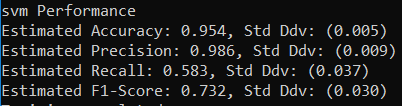 svm Performance
Estimated Accuracy: 0.954, Std Ddv: (0.005)
Estimated Precision: 0.986, Std Ddv: (0.009)
Estimated Recall: 0.583, Std Ddv: (0.037)
Estimated F1-Score: 0.732, Std Ddv: (0.030)